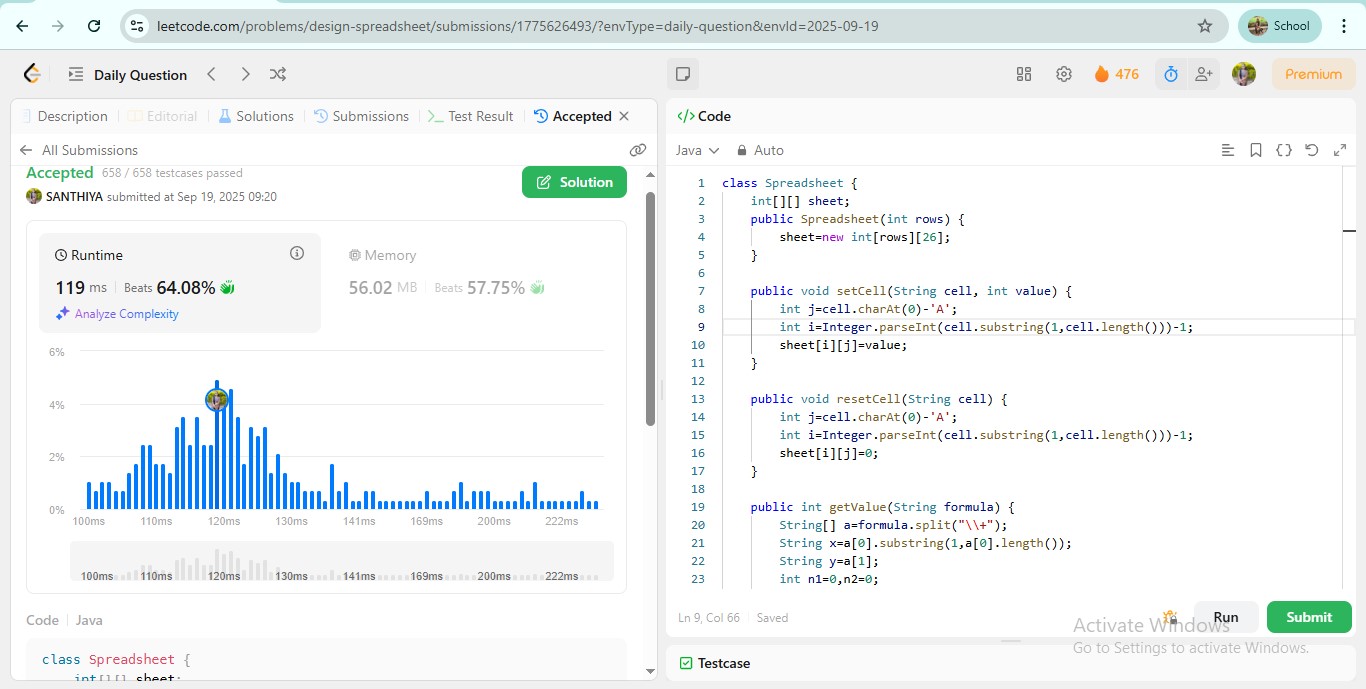 leetcode.com/problems/design-spreadsheet/submissions/1775626493/?envType=daily-question&envId=2025-09-19
School
Daily Question
476
Premium
Description
Editorial
Solutions
Submissions
Test Result
Accepted
All Submissions
Accepted 658 / 658 testcases passed
SANTHIYA submitted at Sep 19, 2025 09:20
Solution
Runtime
119 ms Beats 64.08%
Analyze Complexity
Memory
56.02 MB Beats 57.75%
6%
4%
2%
0%
100ms 110ms 120ms 130ms 141ms 169ms 200ms 222ms
100ms 110ms 120ms 130ms 141ms 169ms 200ms 222ms
Code Java
class Spreadsheet {
int[][] sheet;
</> Code
Java Auto
1 class Spreadsheet {
2 int[][] sheet;
3 public Spreadsheet(int rows) {
4 sheet=new int[rows][26];
5 }
6
7 public void setCell(String cell, int value) {
8 int j=cell.charAt(0)-'A';
9 int i=Integer.parseInt(cell.substring(1,cell.length()))-1;
10 sheet[i][j]=value;
11 }
12
13 public void resetCell(String cell) {
14 int j=cell.charAt(0)-'A';
15 int i=Integer.parseInt(cell.substring(1,cell.length()))-1;
16 sheet[i][j]=0;
17 }
18
19 public int getValue(String formula) {
20 String[] a=formula.split("\\+");
21 String x=a[0].substring(1,a[0].length());
22 String y=a[1];
23 int n1=0,n2=0;
Ln 9, Col 66 Saved
Run
Submit
Activate Windows
Go to Settings to activate Windows.
Testcase